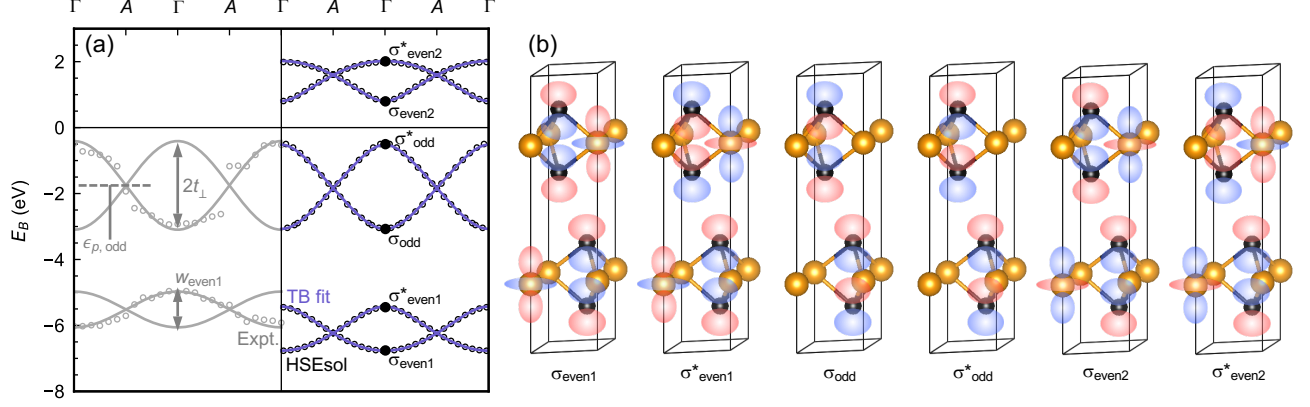 Γ A Γ A Γ A Γ A Γ
(a)
(b)
E_B (eV)
2
0
−2
−4
−6
−8
σ*even2
σeven2
σ*odd
2t⊥
ϵp, odd
σodd
weven1
TB fit
σ*even1
Expt.
HSEsol
σeven1
σeven1 σ*even1 σodd σ*odd σeven2 σ*even2